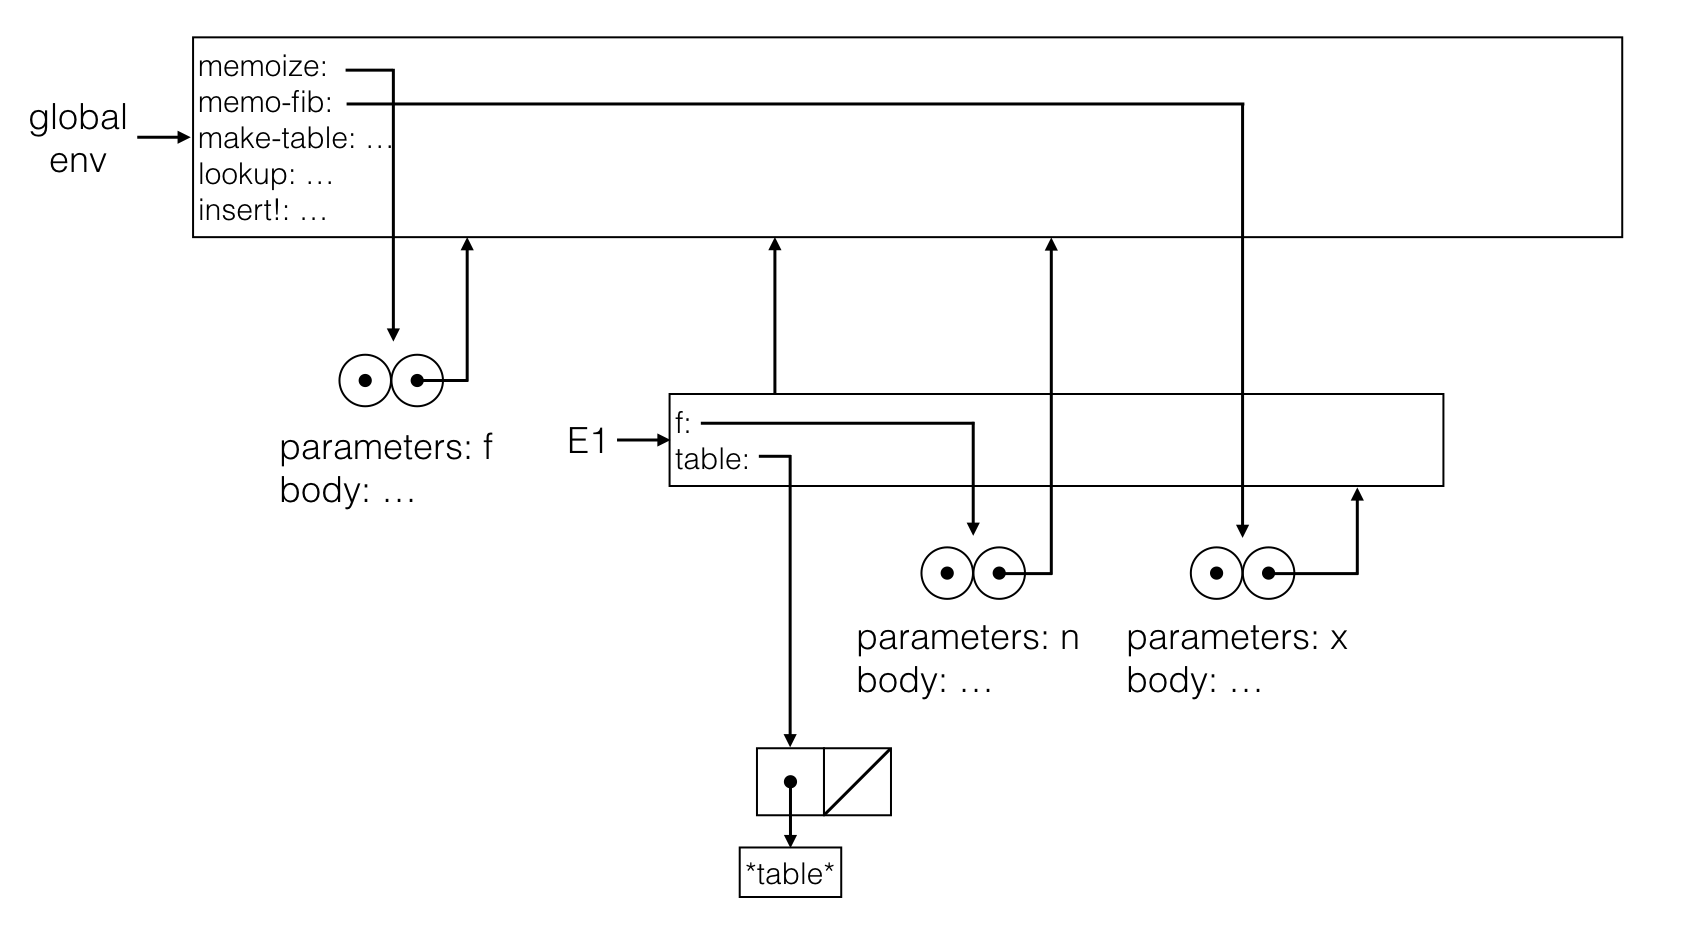 memoize:
memo-fib:
make-table: ...
lookup: ...
insert!: ...
global
env
parameters: f
body: ...
E1
f:
table:
parameters: n
body: ...
parameters: x
body: ...
*table*